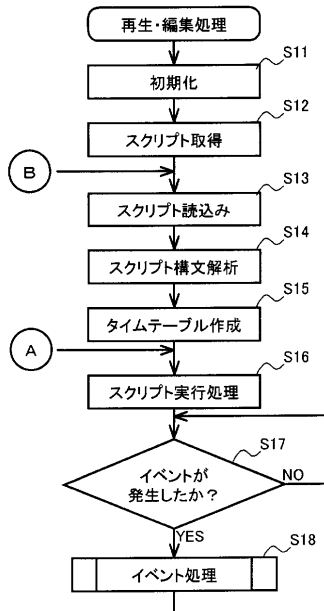 再生・編集処理
S11
初期化
S12
スクリプト取得
B
S13
スクリプト読込み
S14
スクリプト構文解析
S15
タイムテーブル作成
A
S16
スクリプト実行処理
S17
イベントが
発生したか？
NO
YES
S18
イベント処理